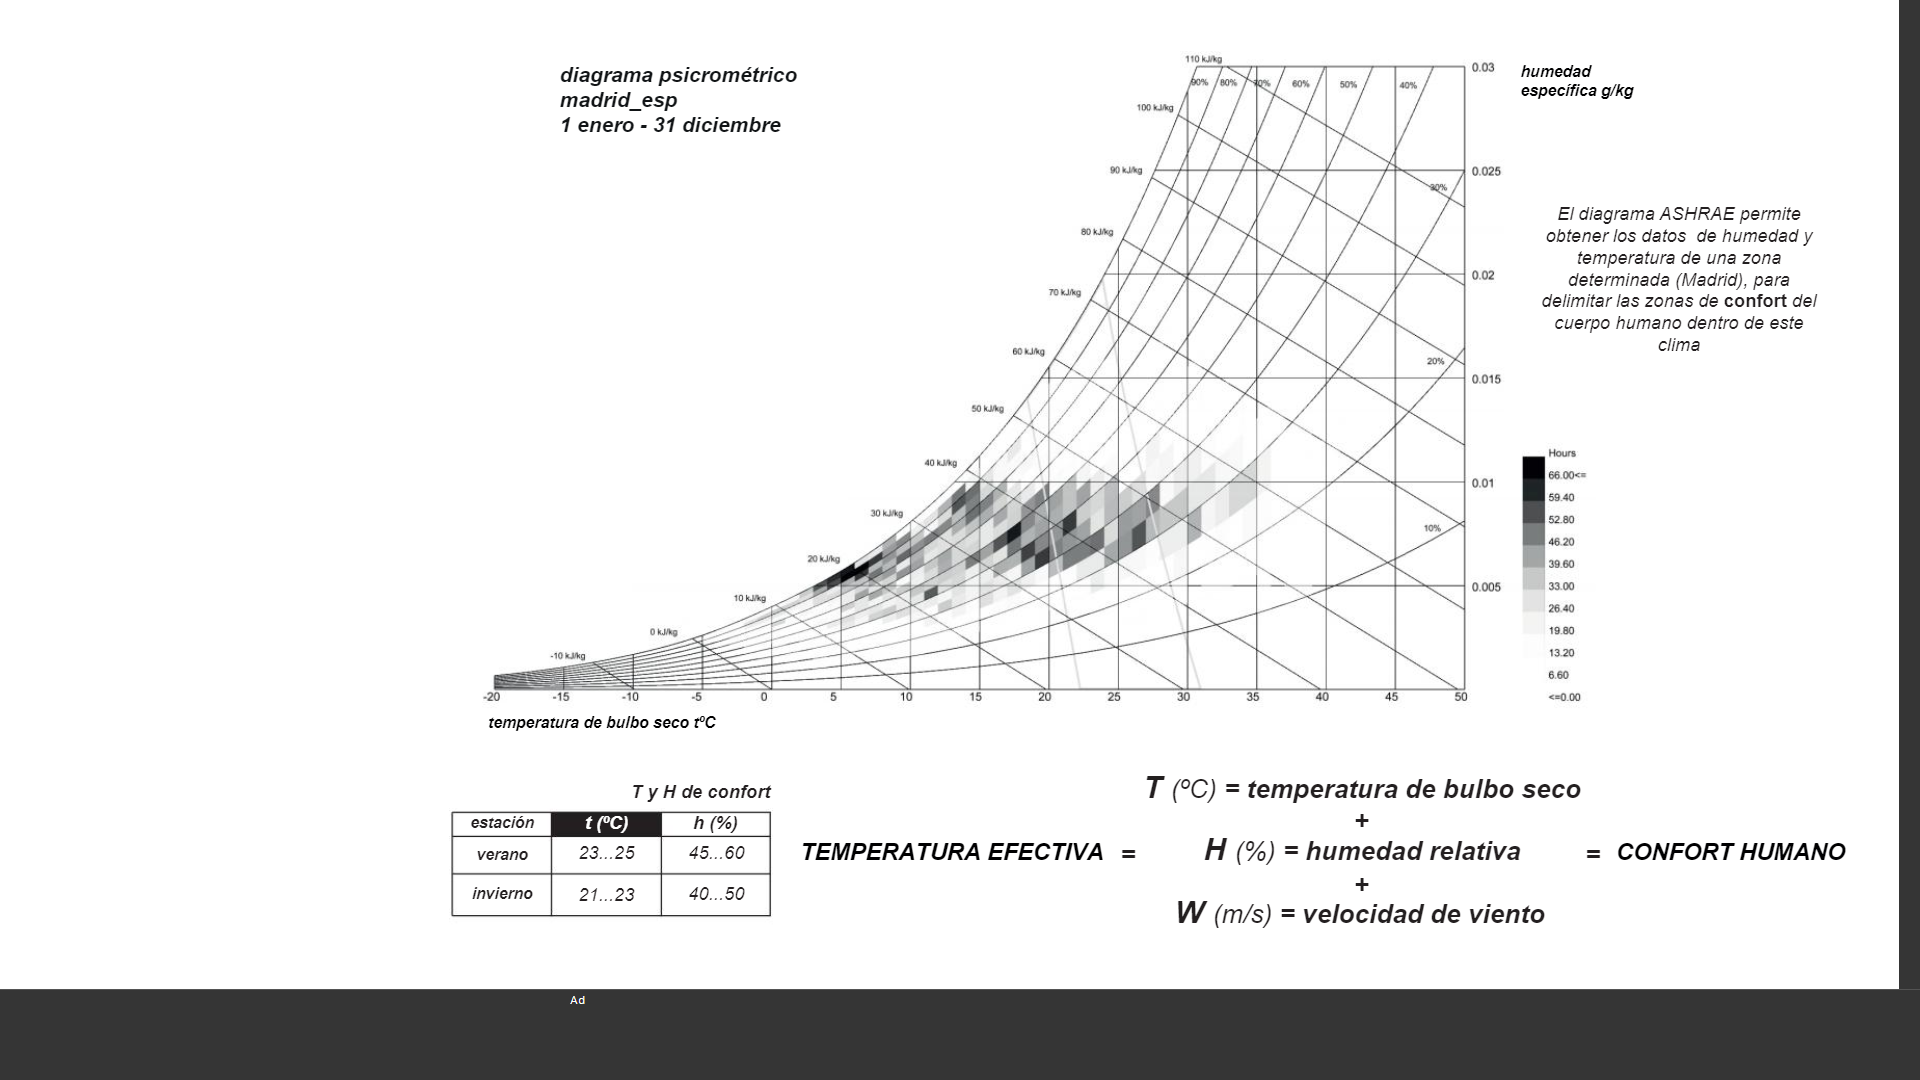 diagrama psicrométrico
madrid_esp
1 enero - 31 diciembre
110 kJ/kg
100 kJ/kg
90 kJ/kg
80 kJ/kg
70 kJ/kg
60 kJ/kg
50 kJ/kg
40 kJ/kg
30 kJ/kg
20 kJ/kg
10 kJ/kg
0 kJ/kg
-10 kJ/kg
90% 80% 70% 60% 50% 40%
30%
20%
10%
0.03
0.025
0.02
0.015
0.01
0.005
humedad
específica g/kg
El diagrama ASHRAE permite
obtener los datos de humedad y
temperatura de una zona
determinada (Madrid), para
delimitar las zonas de confort del
cuerpo humano dentro de este
clima
Hours
66.00<=
59.40
52.80
46.20
39.60
33.00
26.40
19.80
13.20
6.60
<=0.00
-20 -15 -10 -5 0 5 10 15 20 25 30 35 40 45 50
temperatura de bulbo seco tºC
T y H de confort
estación t (ºC) h (%)
verano 23...25 45...60
invierno 21...23 40...50
TEMPERATURA EFECTIVA =
T (ºC) = temperatura de bulbo seco
+
H (%) = humedad relativa
+
W (m/s) = velocidad de viento
= CONFORT HUMANO
Ad